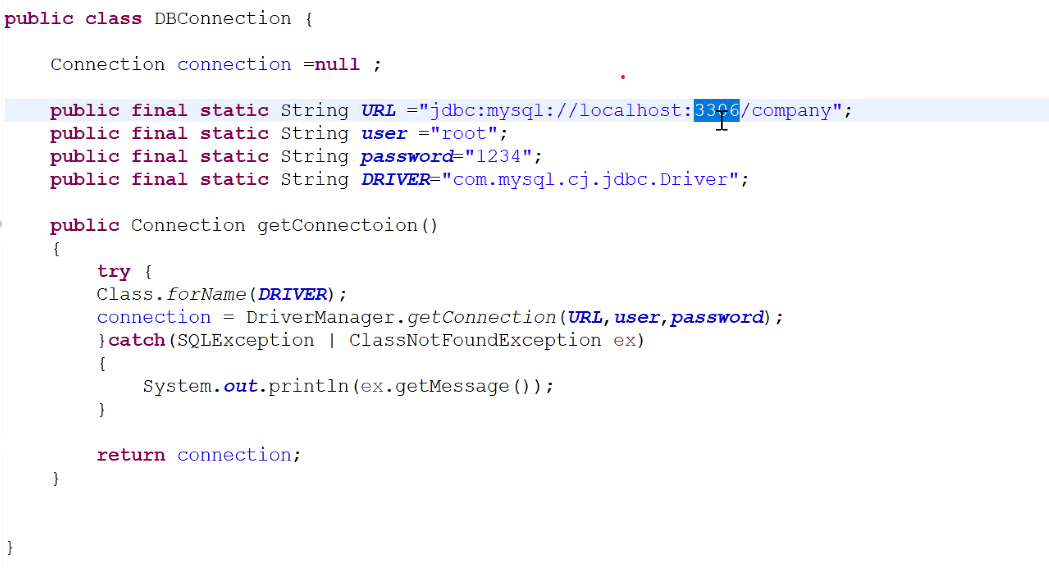 public class DBConnection {
Connection connection =null ;
public final static String URL ="jdbc:mysql://localhost:3306/company";
public final static String user ="root";
public final static String password="1234";
public final static String DRIVER="com.mysql.cj.jdbc.Driver";
public Connection getConnectoion()
{
try {
Class.forName(DRIVER);
connection = DriverManager.getConnection(URL,user,password);
}catch(SQLException | ClassNotFoundException ex)
{
System.out.println(ex.getMessage());
}
return connection;
}
}